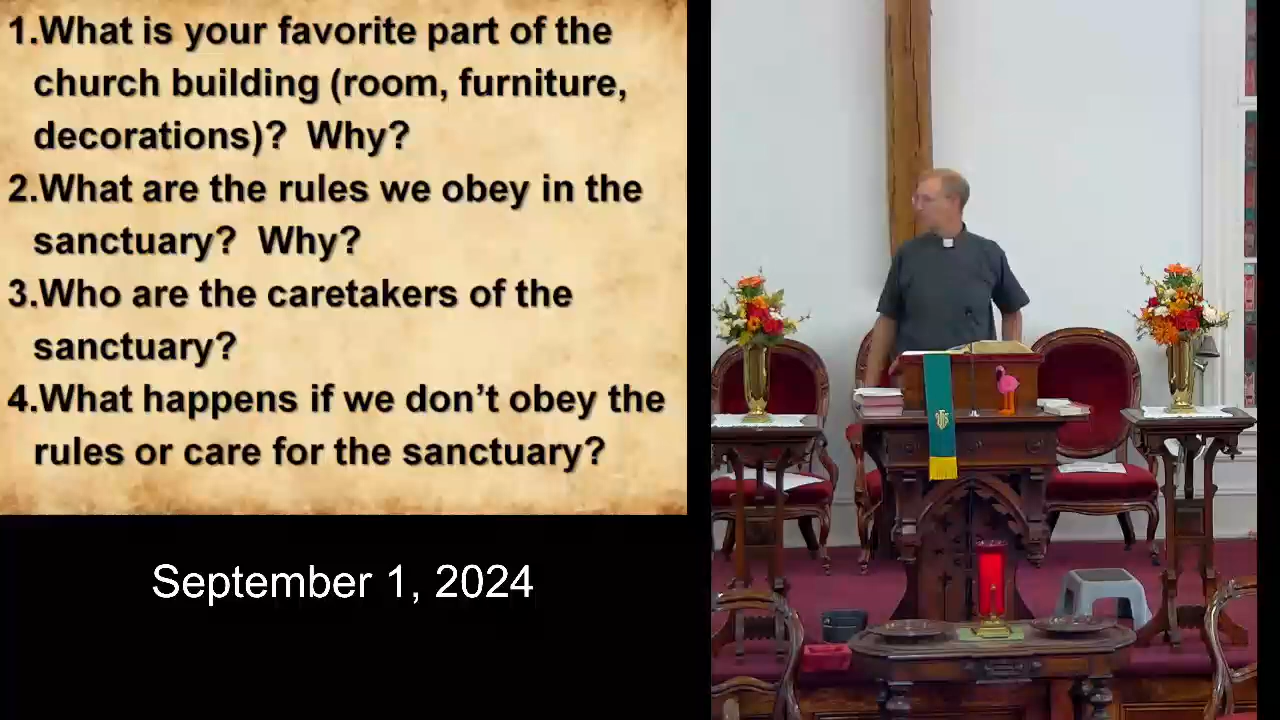 1.What is your favorite part of the
church building (room, furniture,
decorations)? Why?
2.What are the rules we obey in the
sanctuary? Why?
3.Who are the caretakers of the
sanctuary?
4.What happens if we don’t obey the
rules or care for the sanctuary?
September 1, 2024